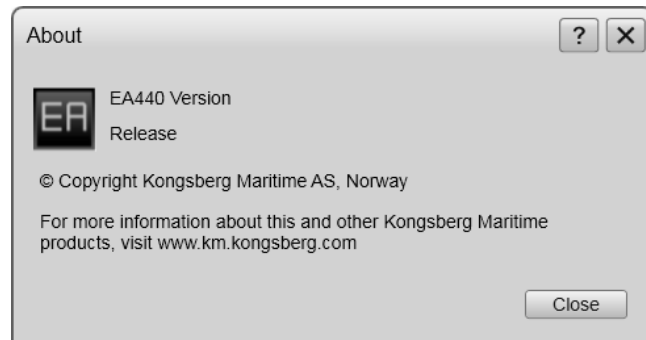 About
?
EA
EA440 Version
Release
© Copyright Kongsberg Maritime AS, Norway
For more information about this and other Kongsberg Maritime
products, visit www.km.kongsberg.com
Close